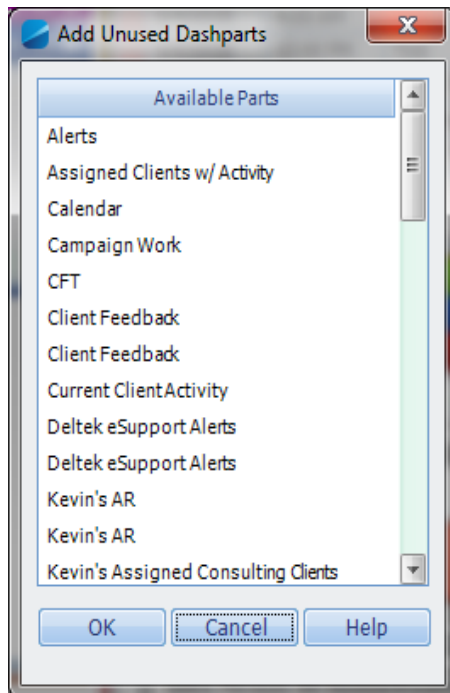 Add Unused Dashparts
X
Available Parts
Alerts
Assigned Clients w/ Activity
Calendar
Campaign Work
CFT
Client Feedback
Client Feedback
Current Client Activity
Deltek eSupport Alerts
Deltek eSupport Alerts
Kevin's AR
Kevin's AR
Kevin's Assigned Consulting Clients
OK Cancel Help